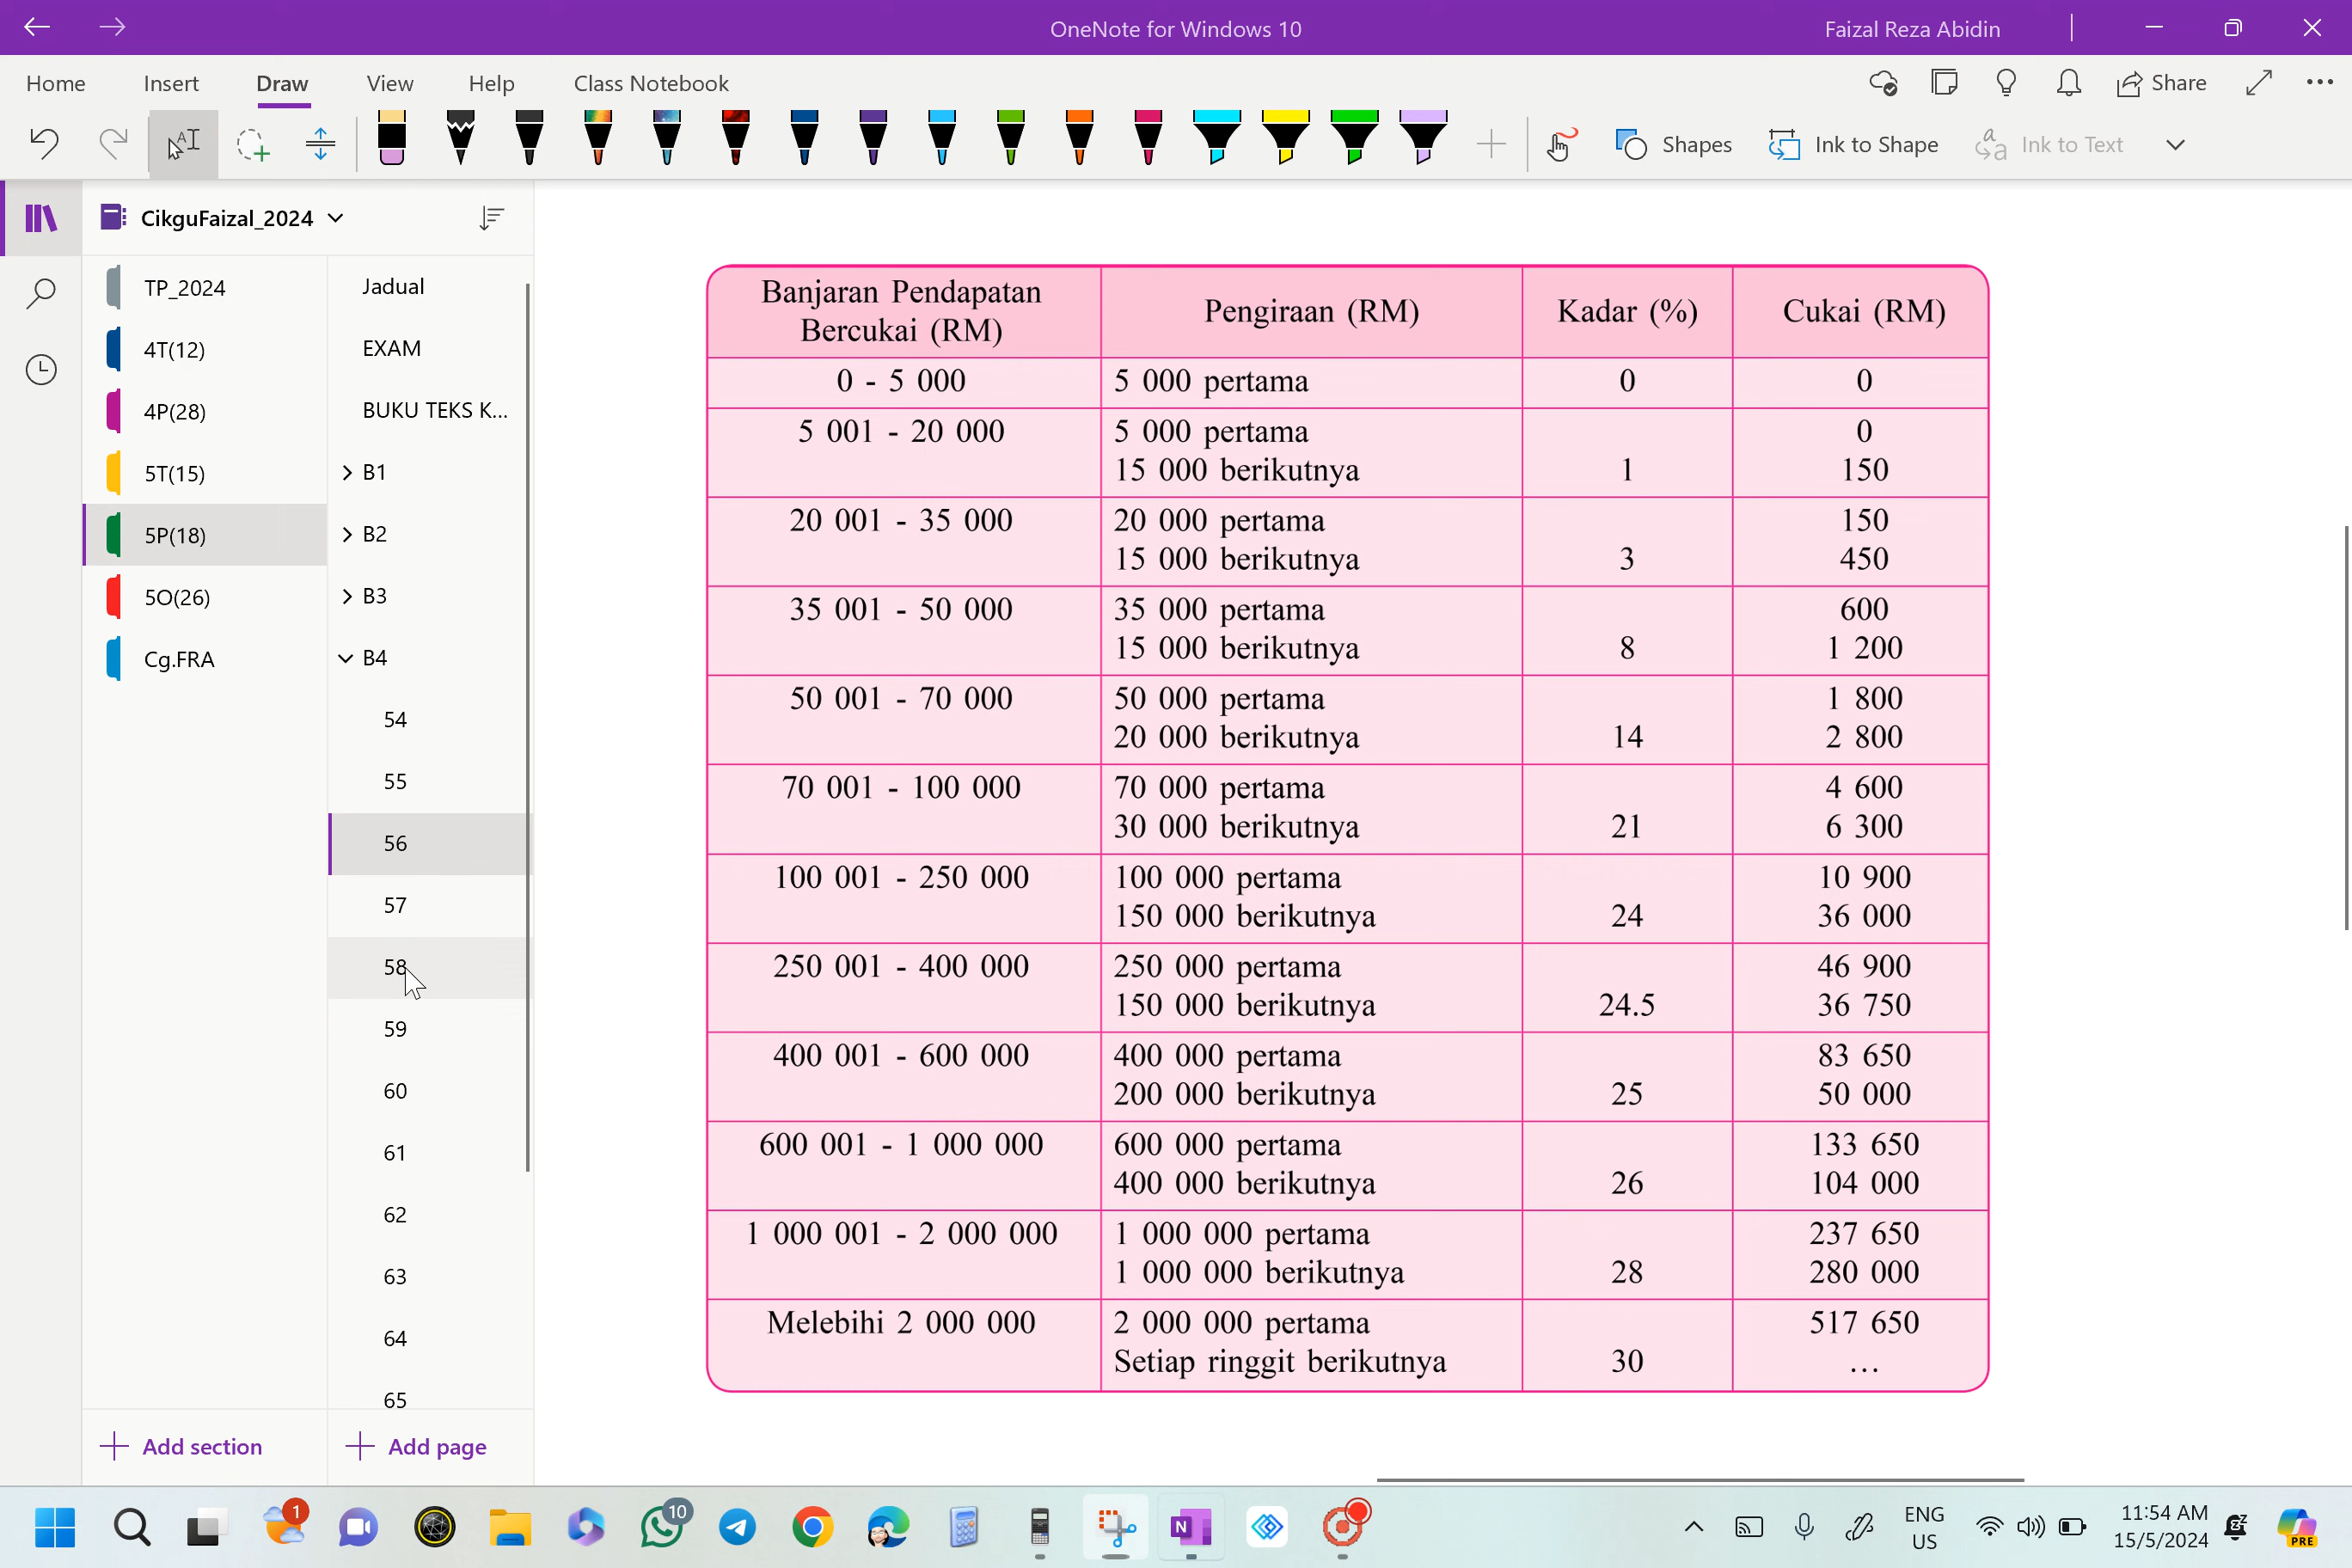 OneNote for Windows 10
Faizal Reza Abidin
Home Insert Draw View Help Class Notebook
Share
Shapes Ink to Shape Ink to Text
CikguFaizal_2024
TP_2024
4T(12)
4P(28)
5T(15)
5P(18)
5O(26)
Cg.FRA
Add section
Jadual
EXAM
BUKU TEKS K...
B1
B2
B3
B4
54
55
56
57
58
59
60
61
62
63
64
65
Add page
Banjaran Pendapatan Bercukai (RM) Pengiraan (RM) Kadar (%) Cukai (RM)
0 - 5 000 5 000 pertama 0 0
5 001 - 20 000 5 000 pertama 0
15 000 berikutnya 1 150
20 001 - 35 000 20 000 pertama 150
15 000 berikutnya 3 450
35 001 - 50 000 35 000 pertama 600
15 000 berikutnya 8 1 200
50 001 - 70 000 50 000 pertama 1 800
20 000 berikutnya 14 2 800
70 001 - 100 000 70 000 pertama 4 600
30 000 berikutnya 21 6 300
100 001 - 250 000 100 000 pertama 10 900
150 000 berikutnya 24 36 000
250 001 - 400 000 250 000 pertama 46 900
150 000 berikutnya 24.5 36 750
400 001 - 600 000 400 000 pertama 83 650
200 000 berikutnya 25 50 000
600 001 - 1 000 000 600 000 pertama 133 650
400 000 berikutnya 26 104 000
1 000 001 - 2 000 000 1 000 000 pertama 237 650
1 000 000 berikutnya 28 280 000
Melebihi 2 000 000 2 000 000 pertama 517 650
Setiap ringgit berikutnya 30 ...
1
10
N
ENG
US
11:54 AM
15/5/2024
PRE